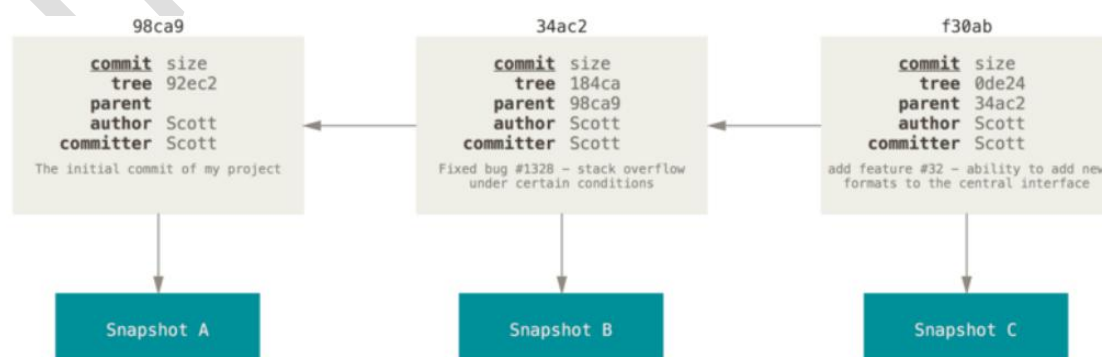 98ca9
commit size
tree 92ec2
parent
author Scott
committer Scott
The initial commit of my project
Snapshot A
34ac2
commit size
tree 184ca
parent 98ca9
author Scott
committer Scott
Fixed bug #1328 – stack overflow
under certain conditions
Snapshot B
f30ab
commit size
tree 0de24
parent 34ac2
author Scott
committer Scott
add feature #32 – ability to add new
formats to the central interface
Snapshot C